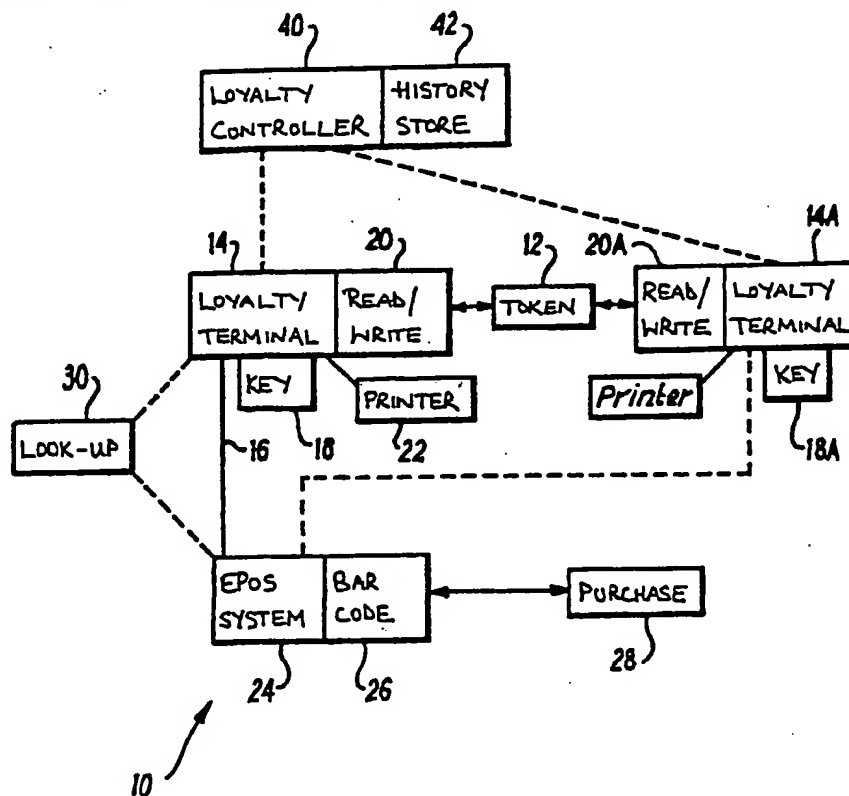 40
42
LOYALTY CONTROLLER
HISTORY STORE
14
20
12
20A
14A
LOYALTY TERMINAL
READ/ WRITE
TOKEN
READ/ WRITE
LOYALTY TERMINAL
30
KEY
PRINTER
Printer
KEY
LOOK-UP
16
18
22
18A
EPOS SYSTEM
BAR CODE
PURCHASE
24
26
28
10